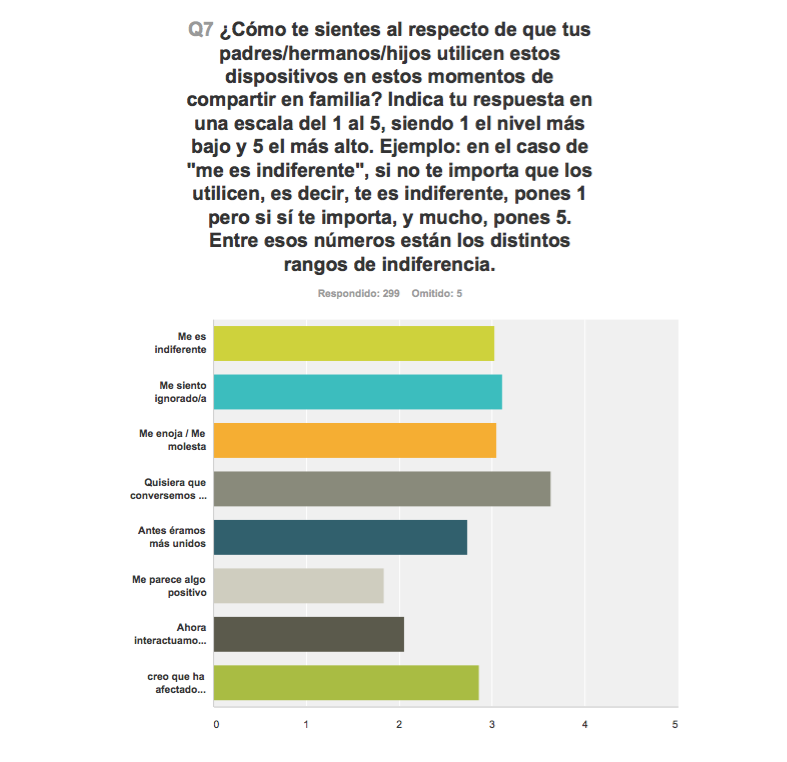 Q7 ¿Cómo te sientes al respecto de que tus
padres/hermanos/hijos utilicen estos
dispositivos en estos momentos de
compartir en familia? Indica tu respuesta en
una escala del 1 al 5, siendo 1 el nivel más
bajo y 5 el más alto. Ejemplo: en el caso de
"me es indiferente", si no te importa que los
utilicen, es decir, te es indiferente, pones 1
pero si sí te importa, y mucho, pones 5.
Entre esos números están los distintos
rangos de indiferencia.
Respondido: 299 Omitido: 5
Me es
indiferente
Me siento
ignorado/a
Me enoja / Me
molesta
Quisiera que
conversemos ...
Antes éramos
más unidos
Me parece algo
positivo
Ahora
interactuamo...
creo que ha
afectado...
0 1 2 3 4 5